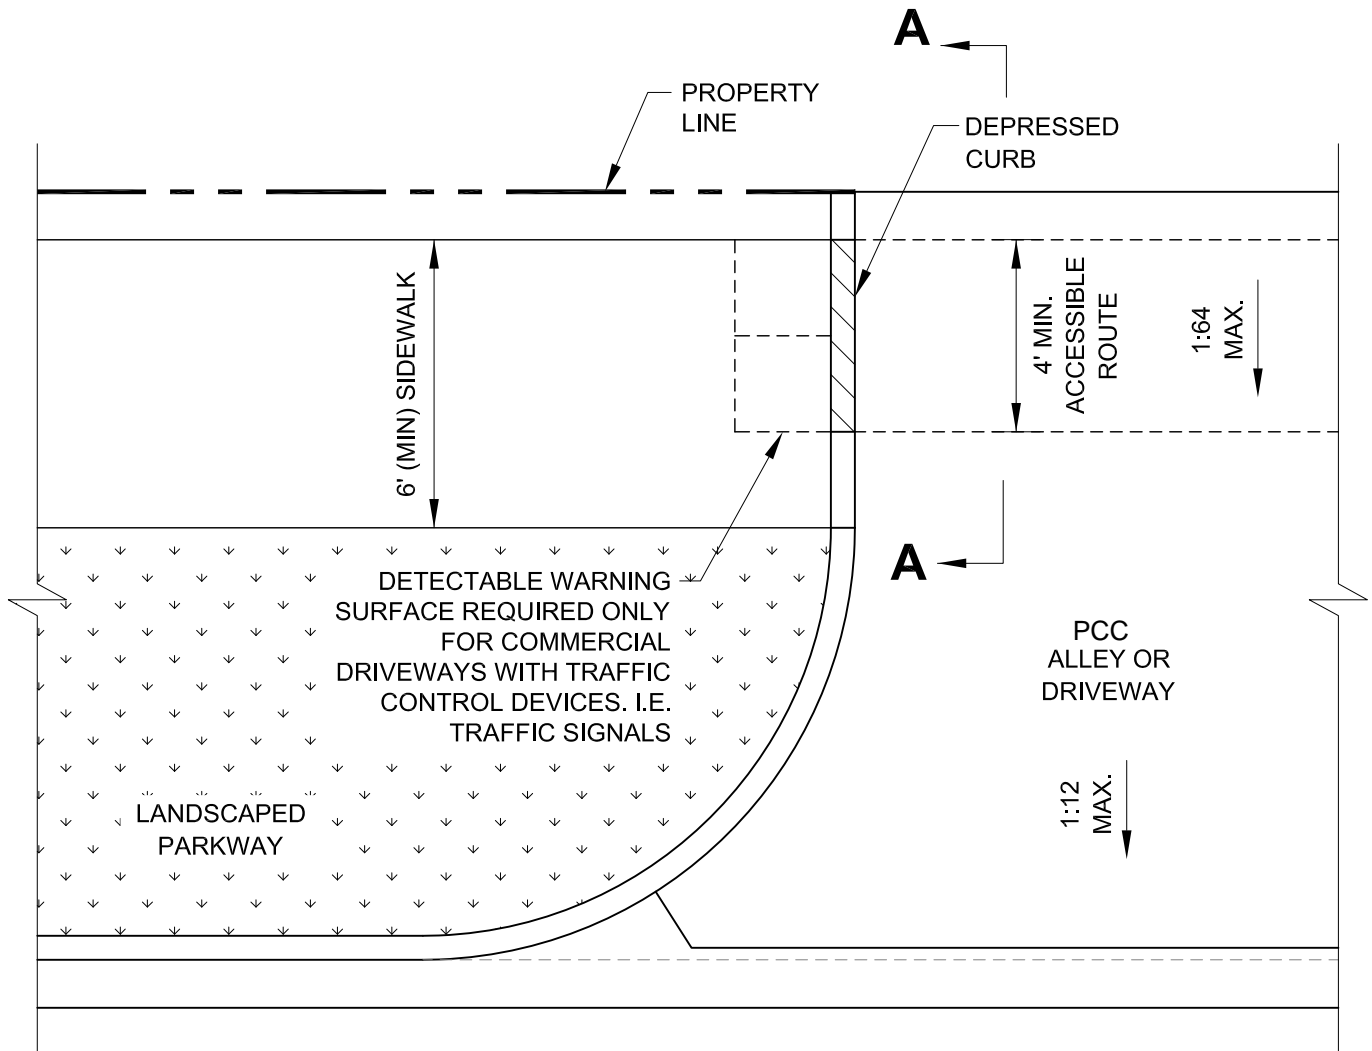 A
PROPERTY
LINE
DEPRESSED
CURB
6' (MIN) SIDEWALK
4' MIN.
ACCESSIBLE
ROUTE
1:64
MAX.
A
DETECTABLE WARNING
SURFACE REQUIRED ONLY
FOR COMMERCIAL
DRIVEWAYS WITH TRAFFIC
CONTROL DEVICES. I.E.
TRAFFIC SIGNALS
PCC
ALLEY OR
DRIVEWAY
1:12
MAX.
LANDSCAPED
PARKWAY